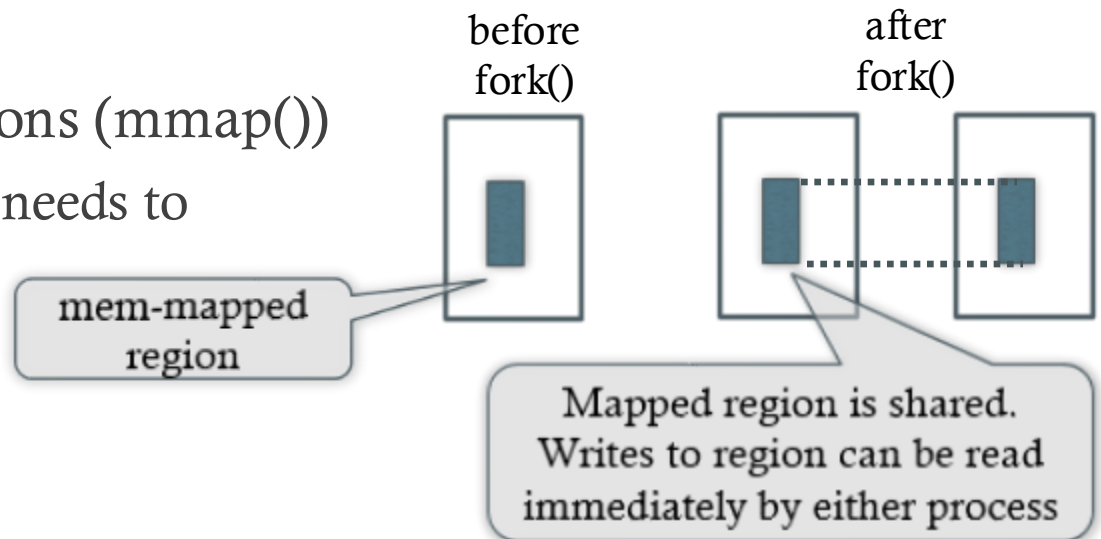 before
fork()
after
fork()
ons (mmap())
needs to
mem-mapped
region
Mapped region is shared.
Writes to region can be read
immediately by either process